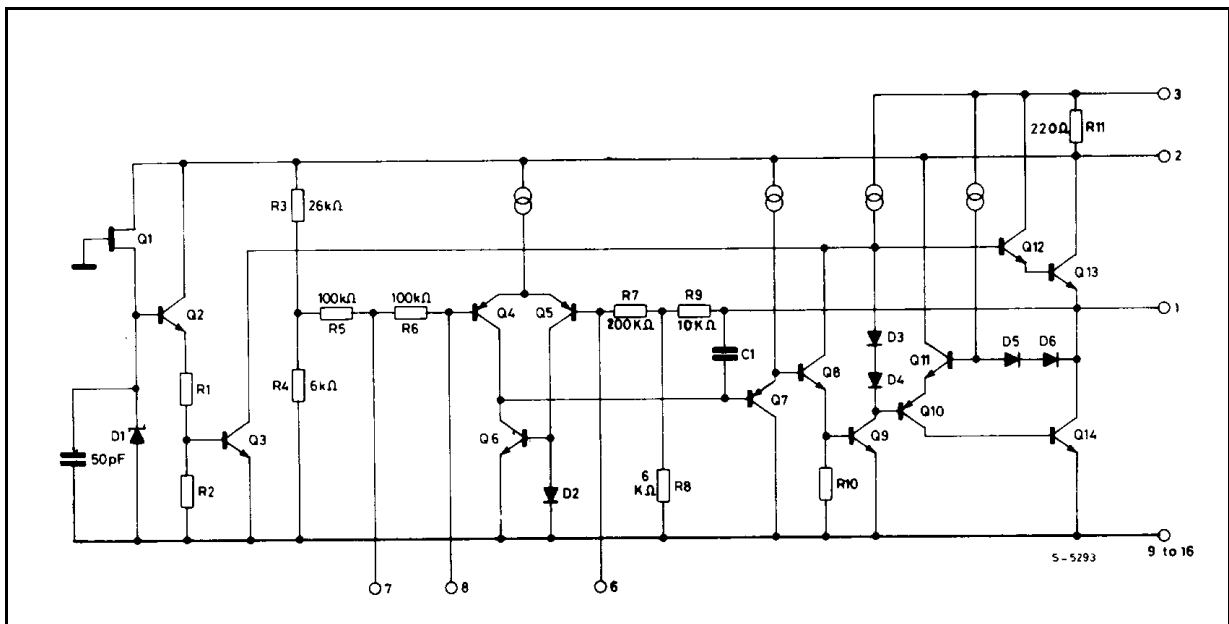 3
220Ω
R11
2
R3
26kΩ
Q1
Q12
Q13
100kΩ
100kΩ
R7
R9
1
Q2
R5
R6
Q4
Q5
200KΩ
10KΩ
D3
D5
D6
C1
Q11
R4
6kΩ
Q8
D4
R1
Q7
Q10
D1
Q3
Q6
Q9
Q14
50pF
R2
D2
6
KΩ
R8
R10
S-5293
9 to 16
7
8
6